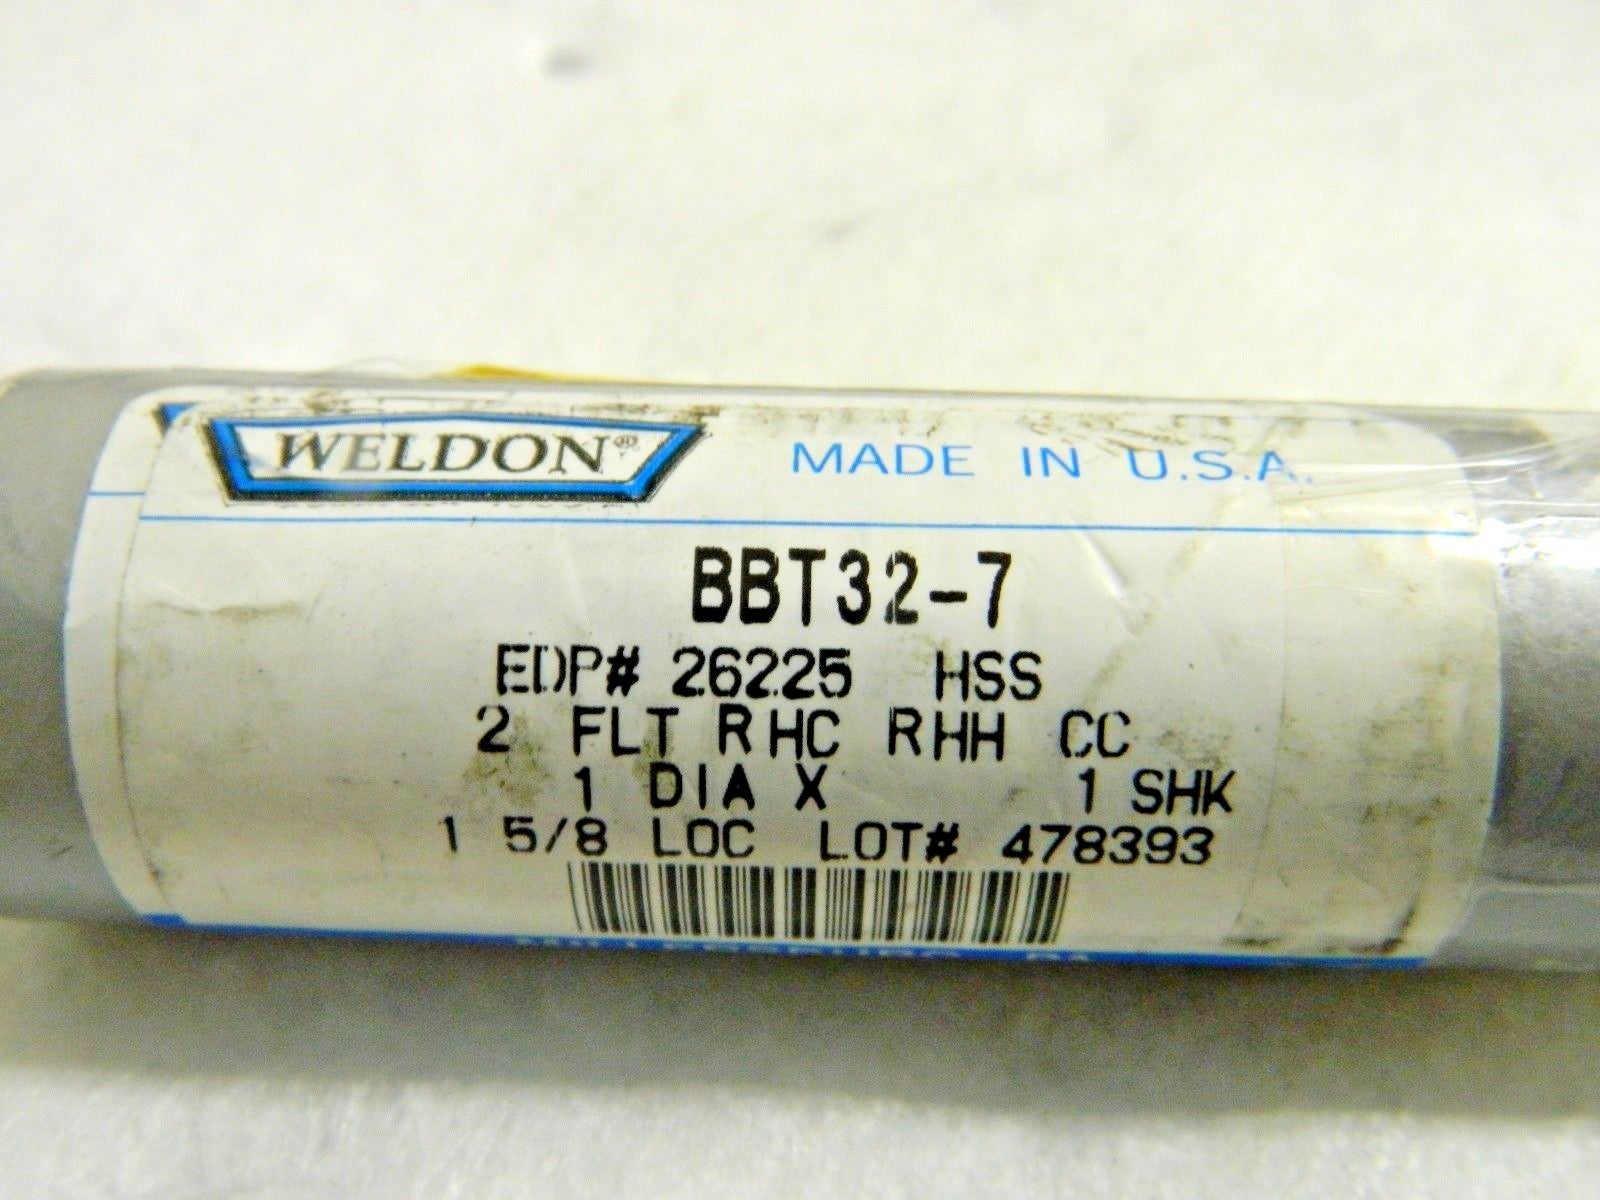 WELDON®
MADE IN U.S.A.
BBT32-7
EDP# 26225 HSS
2 FLT RHC RHH CC
1 DIA X 1 SHK
1 5/8 LOC LOT# 478393